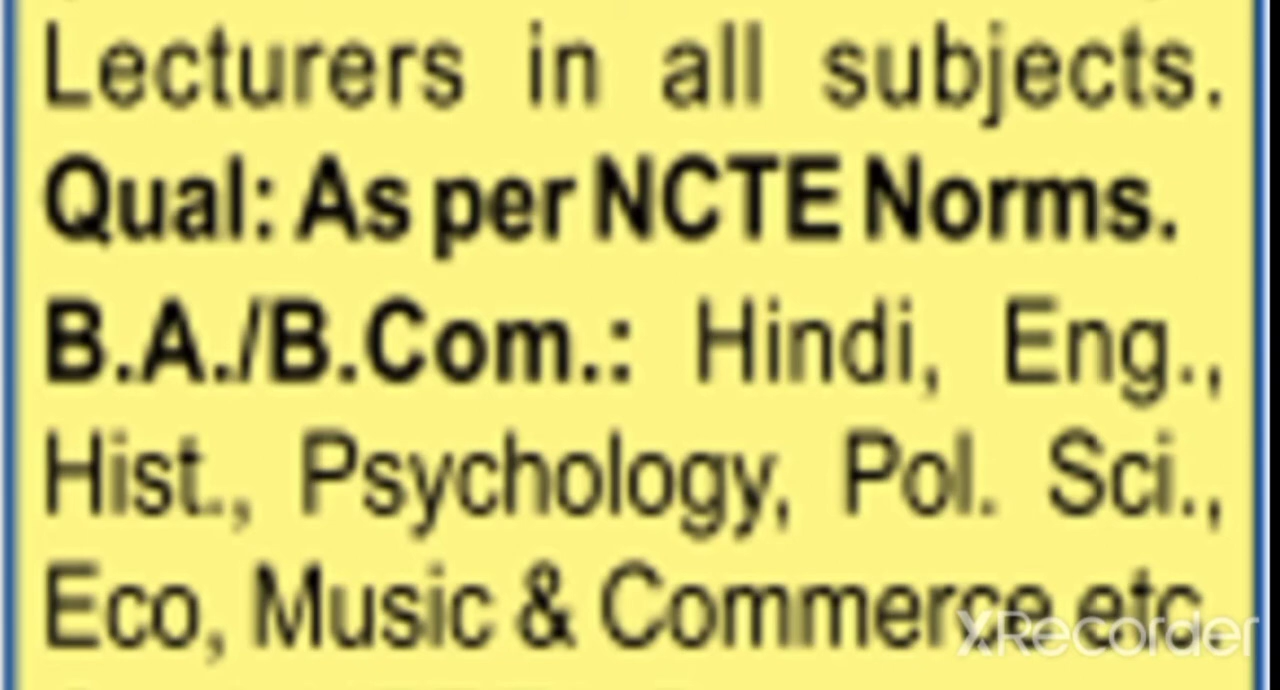 Lecturers in all subjects.
Qual: As per NCTE Norms.
B.A./B.Com.: Hindi, Eng.,
Hist., Psychology, Pol. Sci.,
Eco, Music & Commerce etc.
XRecorder